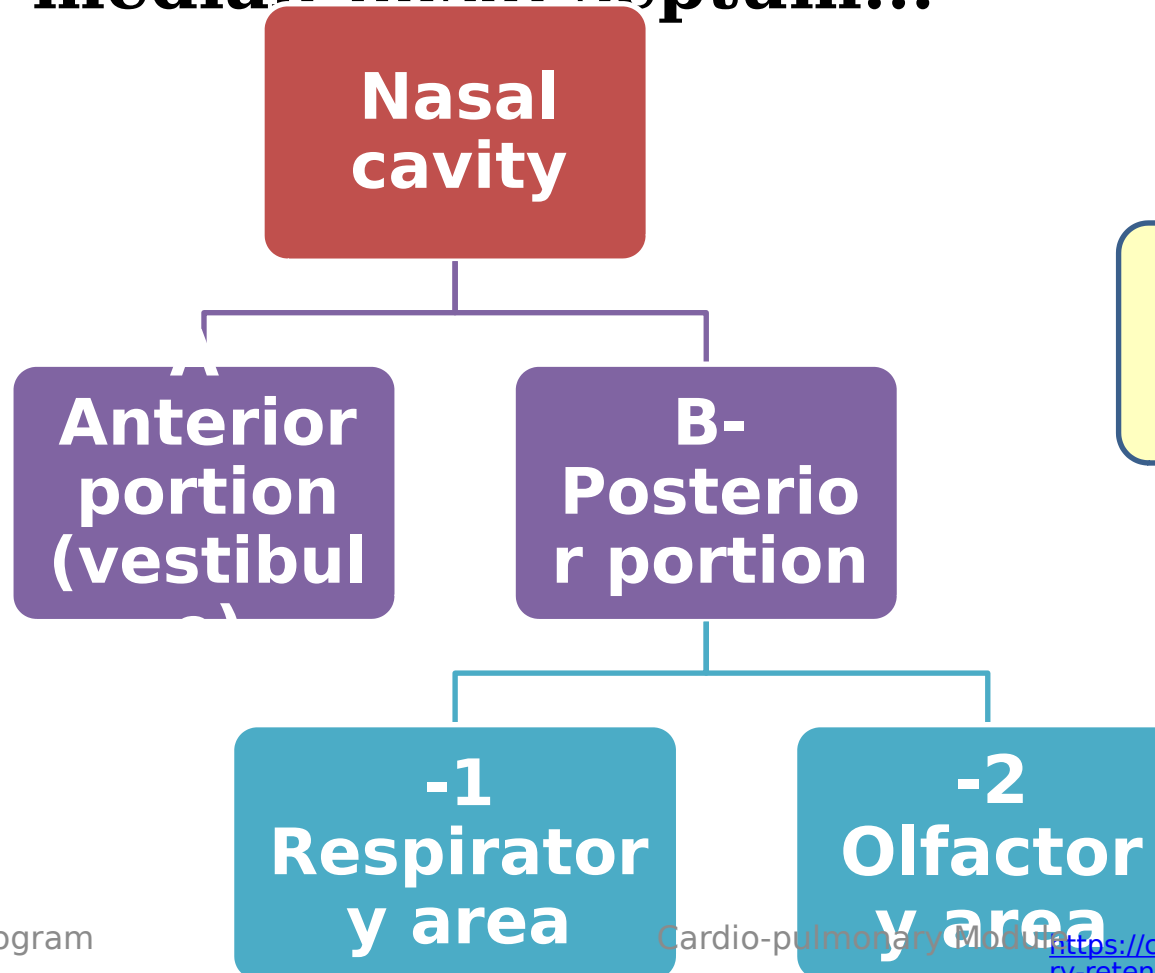 Nasal
cavity
Anterior
portion
(vestibul
B-
Posterio
r portion
-1
Respirator
y area
-2
Olfactor
y area
Cardio-pulmonary Module